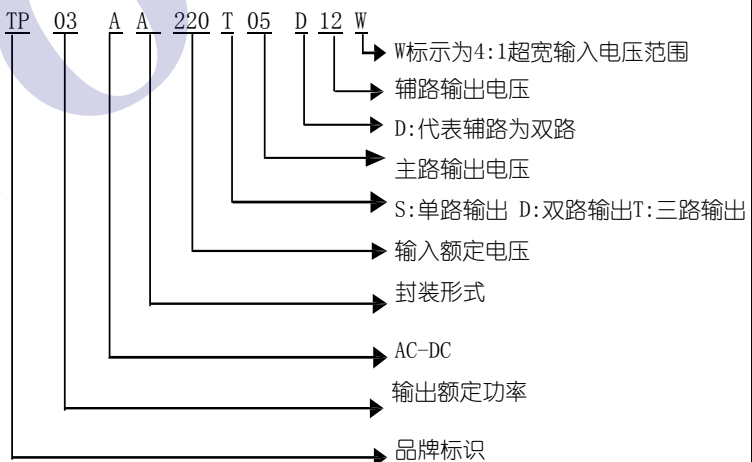 TP 03 A A 220 T 05 D 12 W
W标示为4:1超宽输入电压范围
辅路输出电压
D:代表辅路为双路
主路输出电压
S:单路输出 D:双路输出T:三路输出
输入额定电压
封装形式
AC-DC
输出额定功率
品牌标识